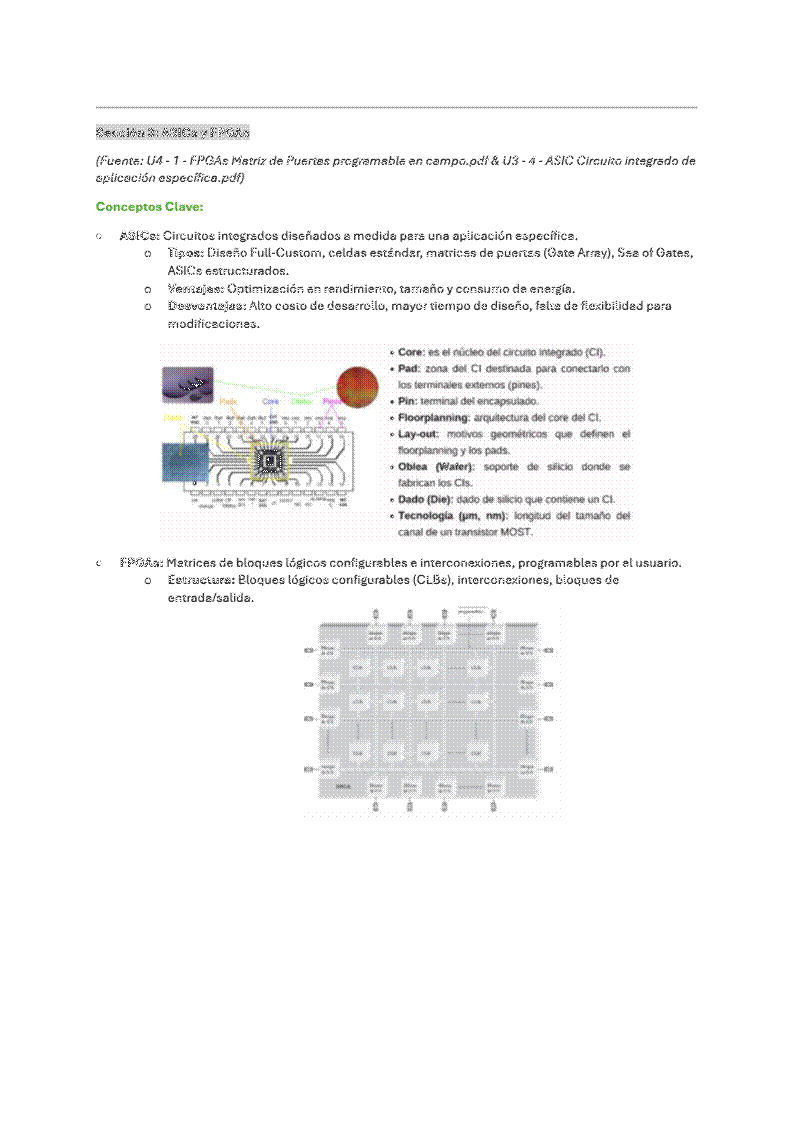 Sección 3: ASICs y FPGAs
(Fuente: U4 - 1 - FPGAs Matriz de Puertas programable en campo.pdf & U3 - 4 - ASIC Circuito integrado de
aplicación específica.pdf)
Conceptos Clave:
○ ASICs: Circuitos integrados diseñados a medida para una aplicación específica.
○ Tipos: Diseño Full-Custom, celdas estándar, matrices de puertas (Gate Array), Sea of Gates,
ASICs estructurados.
○ Ventajas: Optimización en rendimiento, tamaño y consumo de energía.
○ Desventajas: Alto costo de desarrollo, mayor tiempo de diseño, falta de flexibilidad para
modificaciones.
Pads Core Pines
• Core: es el núcleo del circuito integrado (CI).
• Pad: zona del CI destinada para conectarlo con
los terminales externos (pines).
• Pin: terminal del encapsulado.
• Floorplanning: arquitectura del core del CI.
• Lay-out: motivos geométricos que definen el
floorplanning y los pads.
• Oblea (Wafer): soporte de silicio donde se
fabrican los CIs.
• Dado (Die): dado de silicio que contiene un CI.
• Tecnología (µm, nm): longitud del tamaño del
canal de un transistor MOST.
○ FPGAs: Matrices de bloques lógicos configurables e interconexiones, programables por el usuario.
○ Estructura: Bloques lógicos configurables (CLBs), interconexiones, bloques de
entrada/salida.